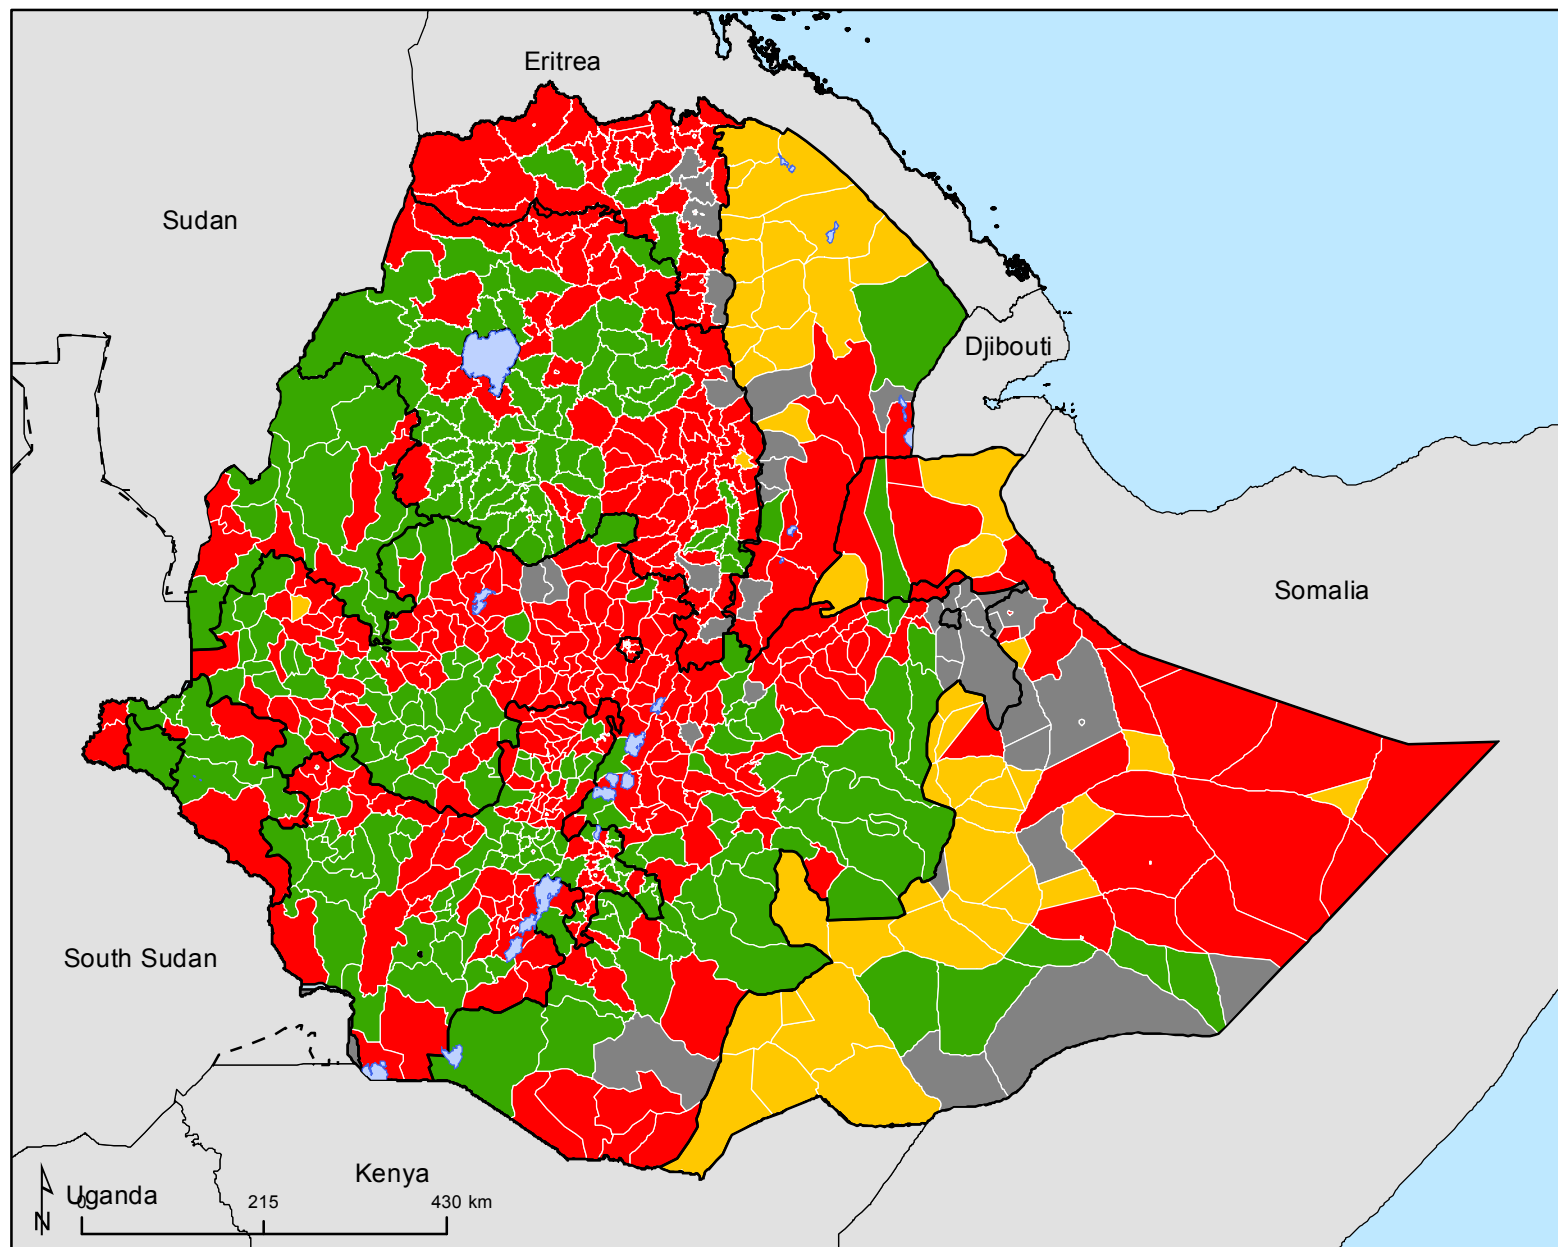 Eritrea
Sudan
Djibouti
Somalia
South Sudan
Kenya
Uganda
0 215 430 km
N